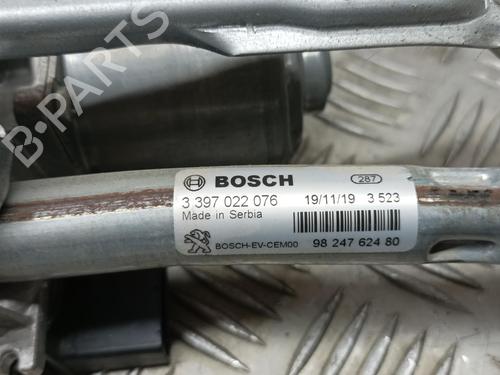 B-PARTS
BOSCH 287
3 397 022 076 19/11/19 3 523
Made in Serbia
BOSCH-EV-CEM00 98 247 624 80